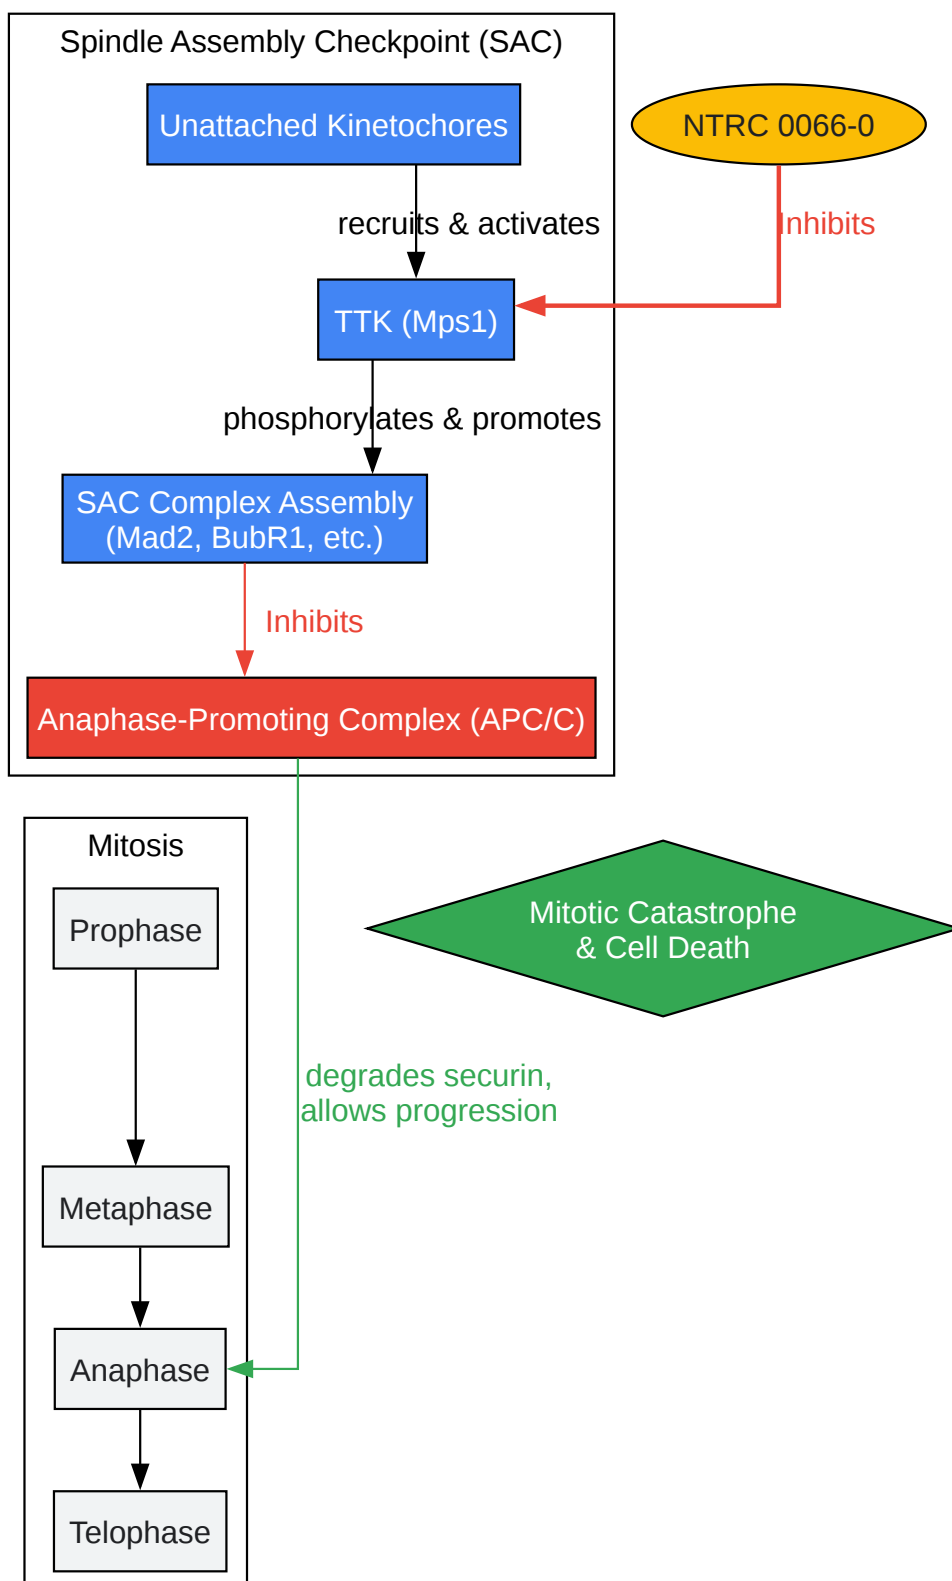 Spindle Assembly Checkpoint (SAC)
Unattached Kinetochores
NTRC 0066-0
recruits & activates
Inhibits
TTK (Mps1)
phosphorylates & promotes
SAC Complex Assembly
(Mad2, BubR1, etc.)
Inhibits
Anaphase-Promoting Complex (APC/C)
Mitosis
Prophase
Mitotic Catastrophe
& Cell Death
degrades securin,
allows progression
Metaphase
Anaphase
Telophase